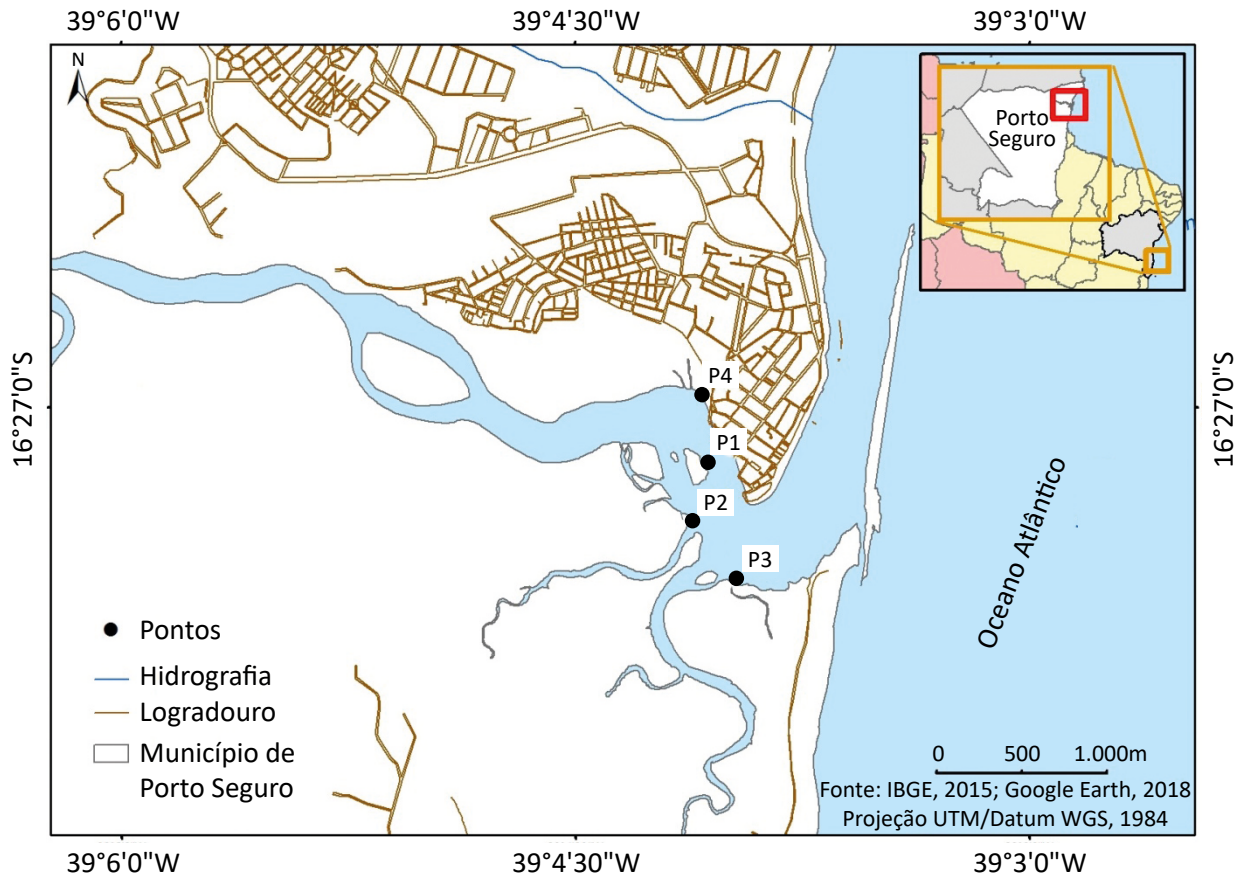 39°6'0"W 39°4'30"W 39°3'0"W
N
Porto
Seguro
16°27'0"S
16°27'0"S
P4
P1
P2
P3
Oceano Atlântico
Pontos
Hidrografia
Logradouro
Município de
Porto Seguro
0 500 1.000m
Fonte: IBGE, 2015; Google Earth, 2018
Projeção UTM/Datum WGS, 1984
39°6'0"W 39°4'30"W 39°3'0"W